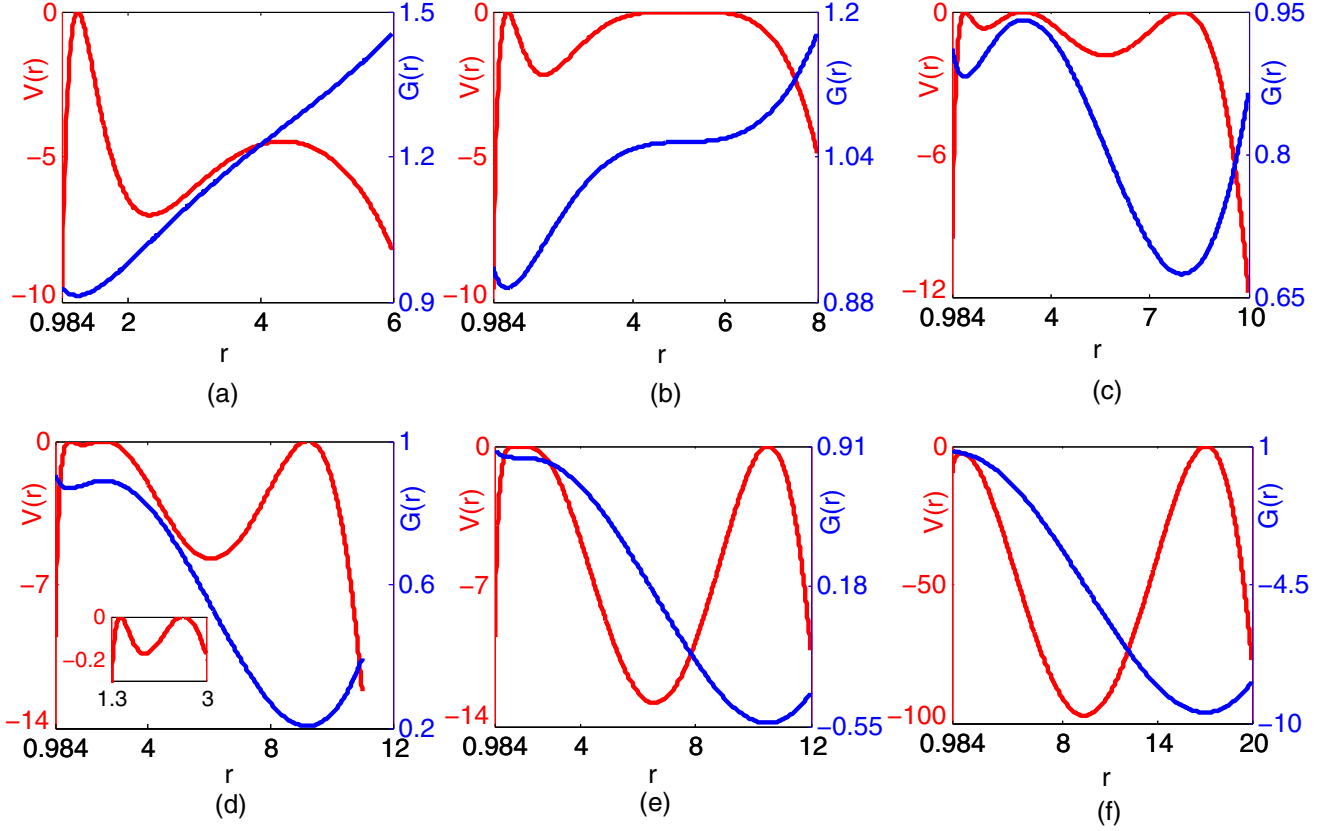 0
−5
−10
V(r)
1.5
1.2
0.9
G(r)
0.984 2 4 6
r
(a)
0
−5
−10
V(r)
1.2
1.04
0.88
G(r)
0.984 4 6 8
r
(b)
0
−6
−12
V(r)
0.95
0.8
0.65
G(r)
0.984 4 7 10
r
(c)
0
−7
−14
V(r)
1
0.6
0.2
G(r)
0
−0.2
1.3 3
0.984 4 8 12
r
(d)
0
−7
−14
V(r)
0.91
0.18
−0.55
G(r)
0.984 4 8 12
r
(e)
0
−50
−100
V(r)
1
−4.5
−10
G(r)
0.984 8 14 20
r
(f)